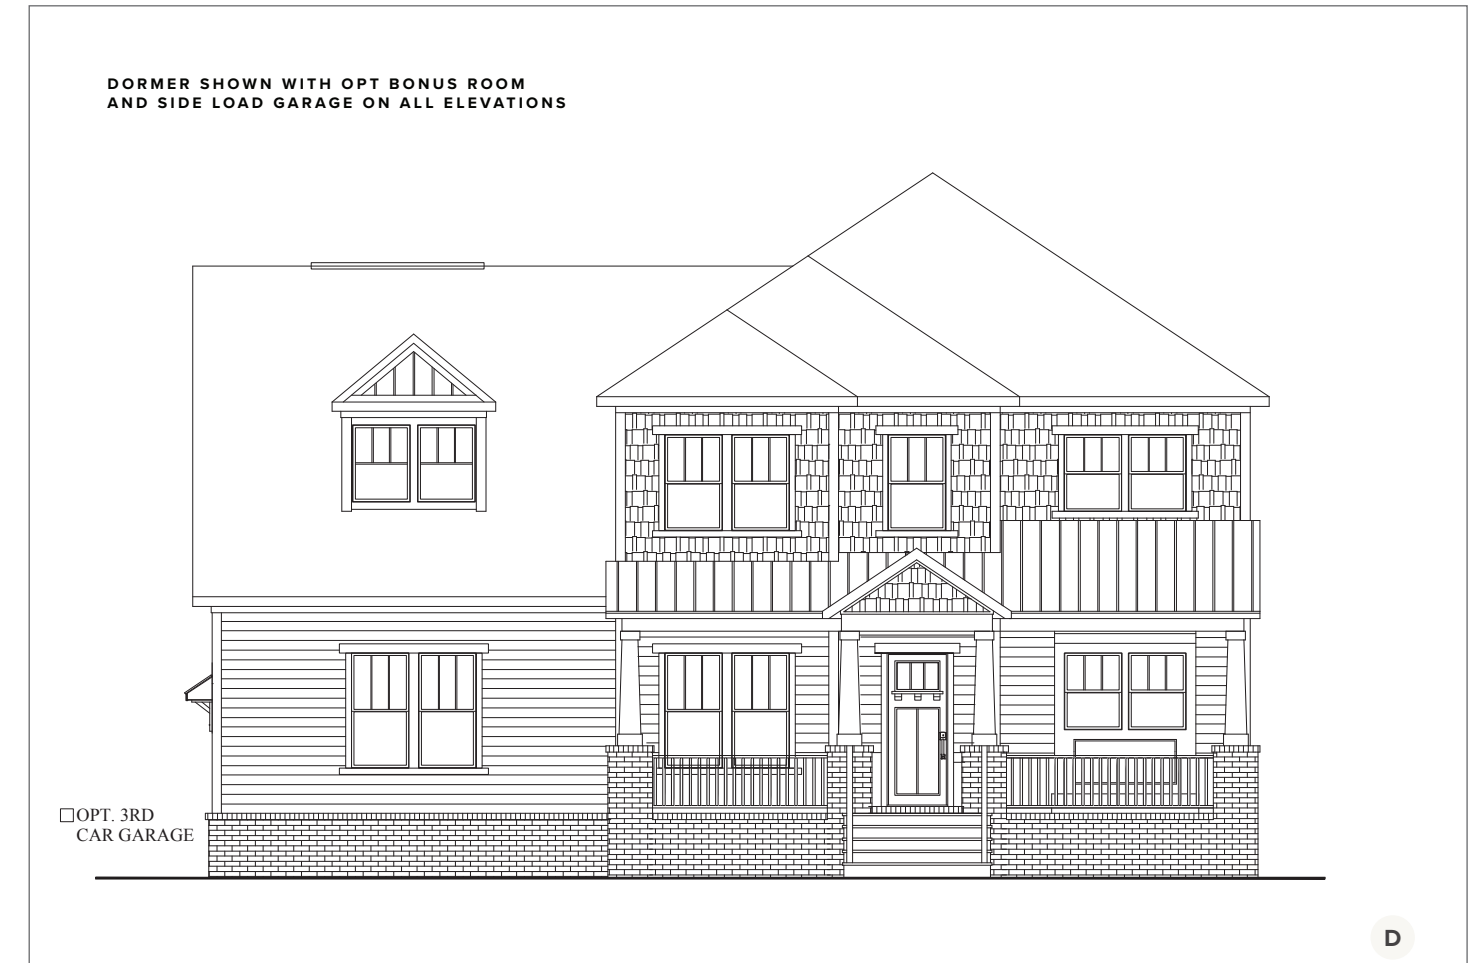 DORMER SHOWN WITH OPT BONUS ROOM
AND SIDE LOAD GARAGE ON ALL ELEVATIONS
OPT. 3RD
CAR GARAGE
D